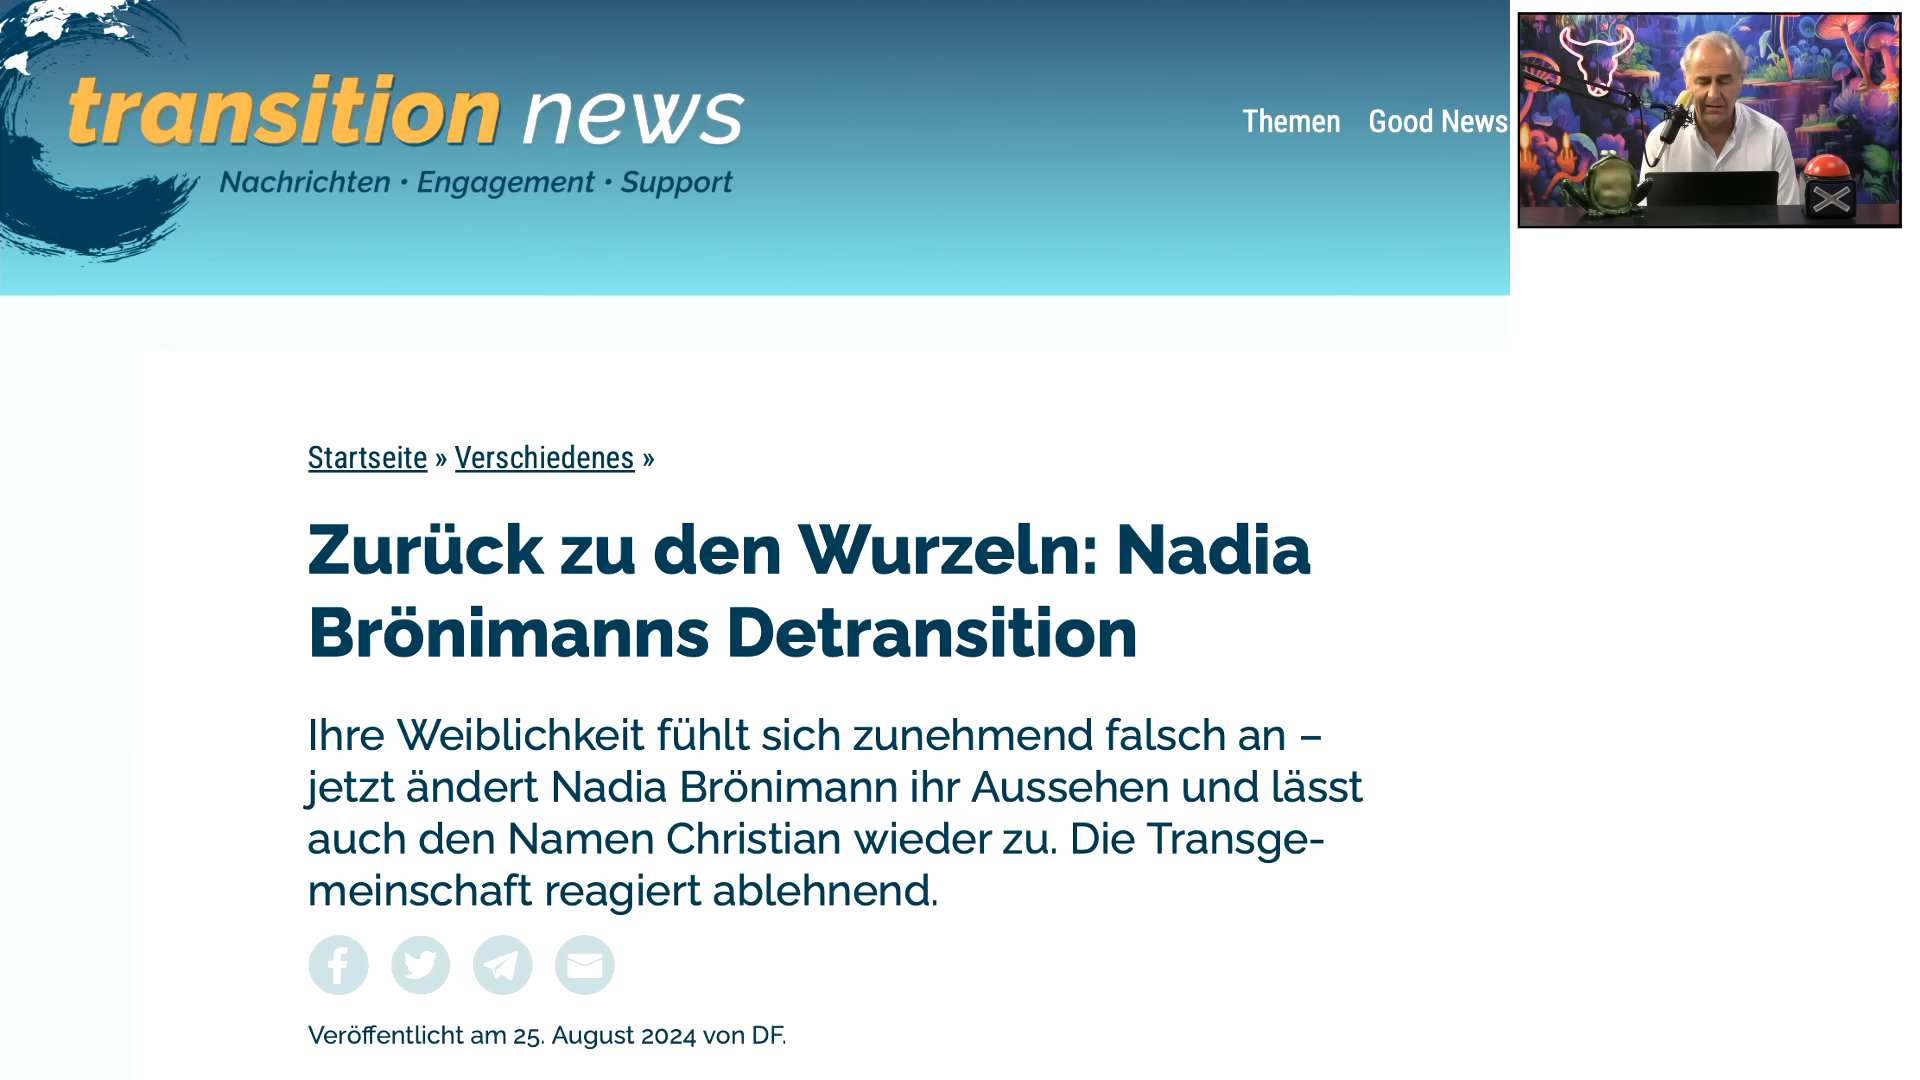 transition news
Nachrichten • Engagement • Support
Themen Good News
Startseite » Verschiedenes »
Zurück zu den Wurzeln: Nadia
Brönimanns Detransition
Ihre Weiblichkeit fühlt sich zunehmend falsch an –
jetzt ändert Nadia Brönimann ihr Aussehen und lässt
auch den Namen Christian wieder zu. Die Transge-
meinschaft reagiert ablehnend.
Veröffentlicht am 25. August 2024 von DF.